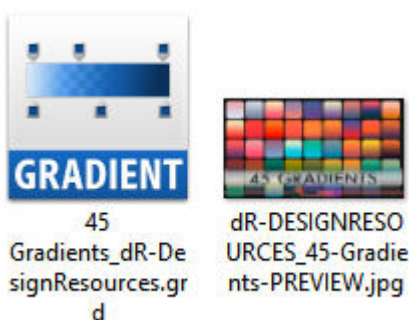 GRADIENT
45
Gradients_dR-De
signResources.gr
d
45 GRADIENTS
dR-DESIGNRESO
URCES_45-Gradie
nts-PREVIEW.jpg